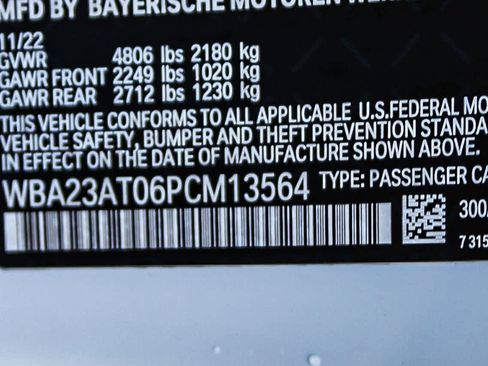 MFD BY BAYERISCHE MOTOREN
11/22
GVWR 4806 lbs 2180 kg
GAWR FRONT 2249 lbs 1020 kg
GAWR REAR 2712 lbs 1230 kg
THIS VEHICLE CONFORMS TO ALL APPLICABLE U.S.FEDERAL MO
VEHICLE SAFETY, BUMPER AND THEFT PREVENTION STANDA
IN EFFECT ON THE DATE OF MANUFACTURE SHOWN ABOVE.
WBA23AT06PCM13564 TYPE: PASSENGER CA
300
7 315